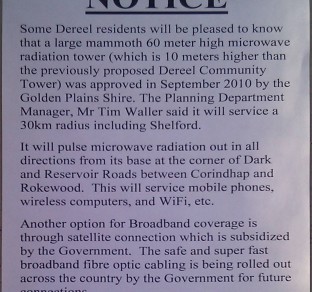 NOTICE
Some Dereel residents will be pleased to know
that a large mammoth 60 meter high microwave
radiation tower (which is 10 meters higher than
the previously proposed Dereel Community
Tower) was approved in September 2010 by the
Golden Plains Shire. The Planning Department
Manager, Mr Tim Waller said it will service a
30km radius including Shelford.
It will pulse microwave radiation out in all
directions from its base at the corner of Dark
and Reservoir Roads between Corindhap and
Rokewood. This will service mobile phones,
wireless computers, and WiFi, etc.
Another option for Broadband coverage is
through satellite connection which is subsidized
by the Government. The safe and super fast
broadband fibre optic cabling is being rolled out
across the country by the Government for future
connections